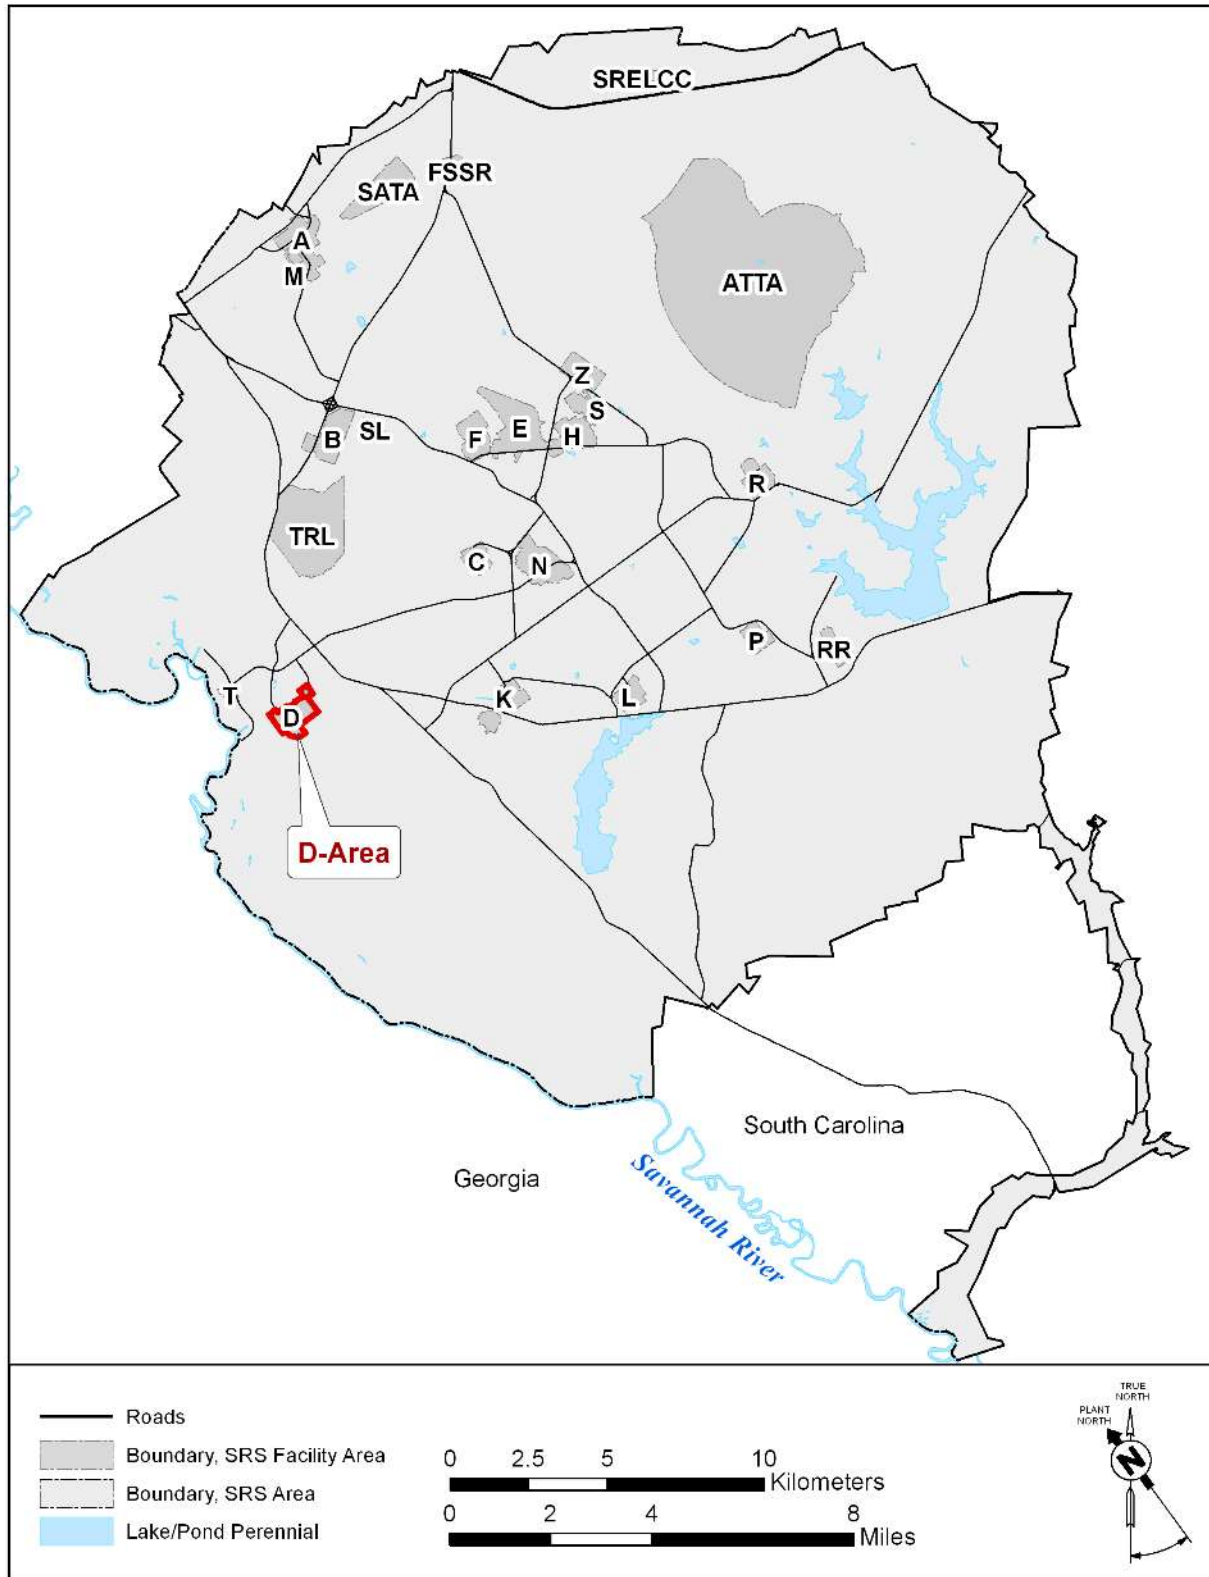 SRELCC
FSSR
SATA
A
M
ATTA
Z
S
B
SL
F
E
H
R
TRL
C
N
P
RR
T
D
K
L
D-Area
South Carolina
Georgia
Savannah River
TRUE
NORTH
PLANT
NORTH
N
Roads
Boundary, SRS Facility Area
Boundary, SRS Area
Lake/Pond Perennial
0 2.5 5 10
Kilometers
0 2 4 8
Miles